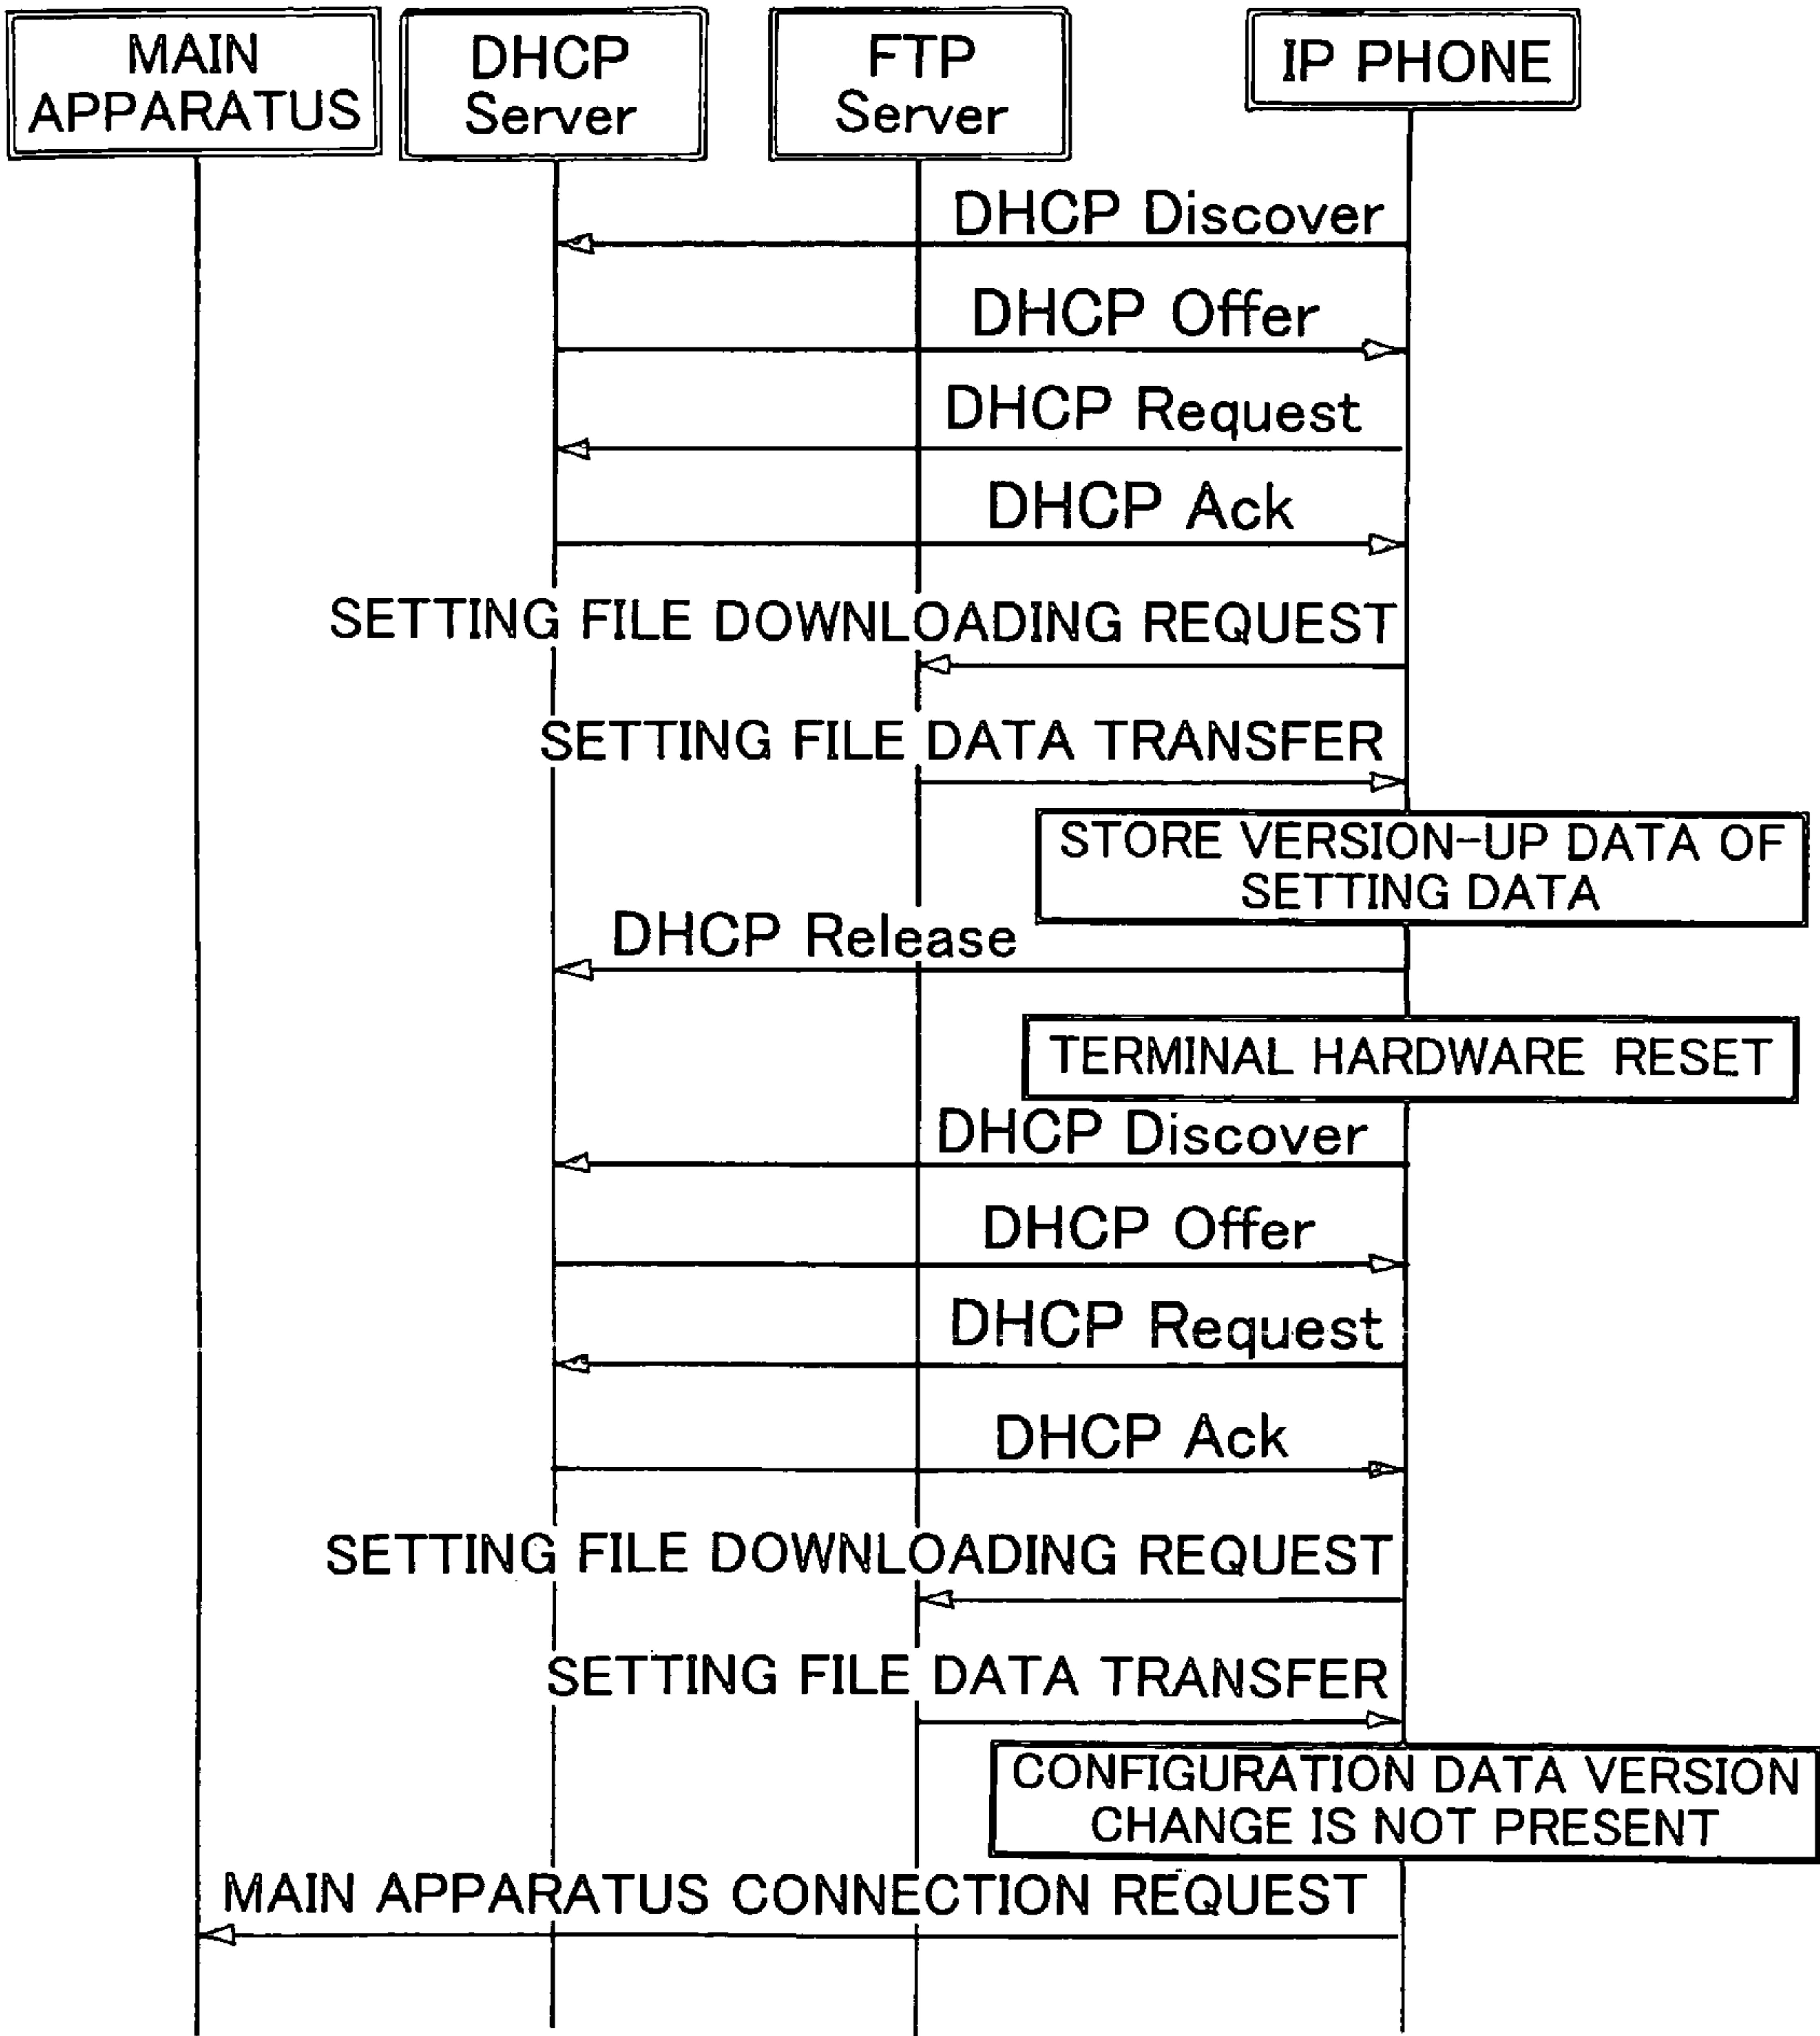 MAIN
APPARATUS
DHCP
Server
FTP
Server
IP PHONE
DHCP Discover
DHCP Offer
DHCP Request
DHCP Ack
SETTING FILE DOWNLOADING REQUEST
SETTING FILE DATA TRANSFER
STORE VERSION-UP DATA OF
SETTING DATA
DHCP Release
TERMINAL HARDWARE RESET
DHCP Discover
DHCP Offer
DHCP Request
DHCP Ack
SETTING FILE DOWNLOADING REQUEST
SETTING FILE DATA TRANSFER
CONFIGURATION DATA VERSION
CHANGE IS NOT PRESENT
MAIN APPARATUS CONNECTION REQUEST